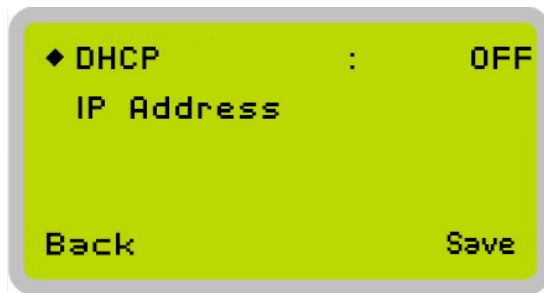 ◆ DHCP : OFF
IP Address
Back Save